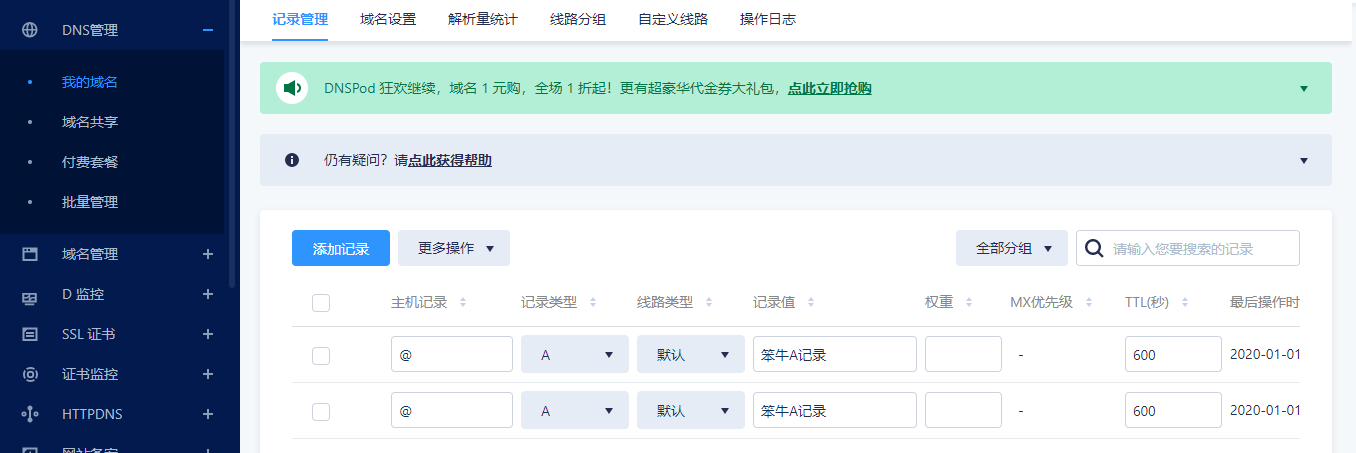 DNS管理
我的域名
域名共享
付费套餐
批量管理
域名管理
D 监控
SSL 证书
证书监控
HTTPDNS
记录管理 域名设置 解析量统计 线路分组 自定义线路 操作日志
DNSPod 狂欢继续，域名 1 元购，全场 1 折起！更有超豪华代金券大礼包，点此立即抢购
仍有疑问？请点此获得帮助
添加记录 更多操作 全部分组 请输入您要搜索的记录
主机记录 记录类型 线路类型 记录值 权重 MX优先级 TTL(秒) 最后操作时
@ A 默认 笨牛A记录 - 600 2020-01-01
@ A 默认 笨牛A记录 - 600 2020-01-01